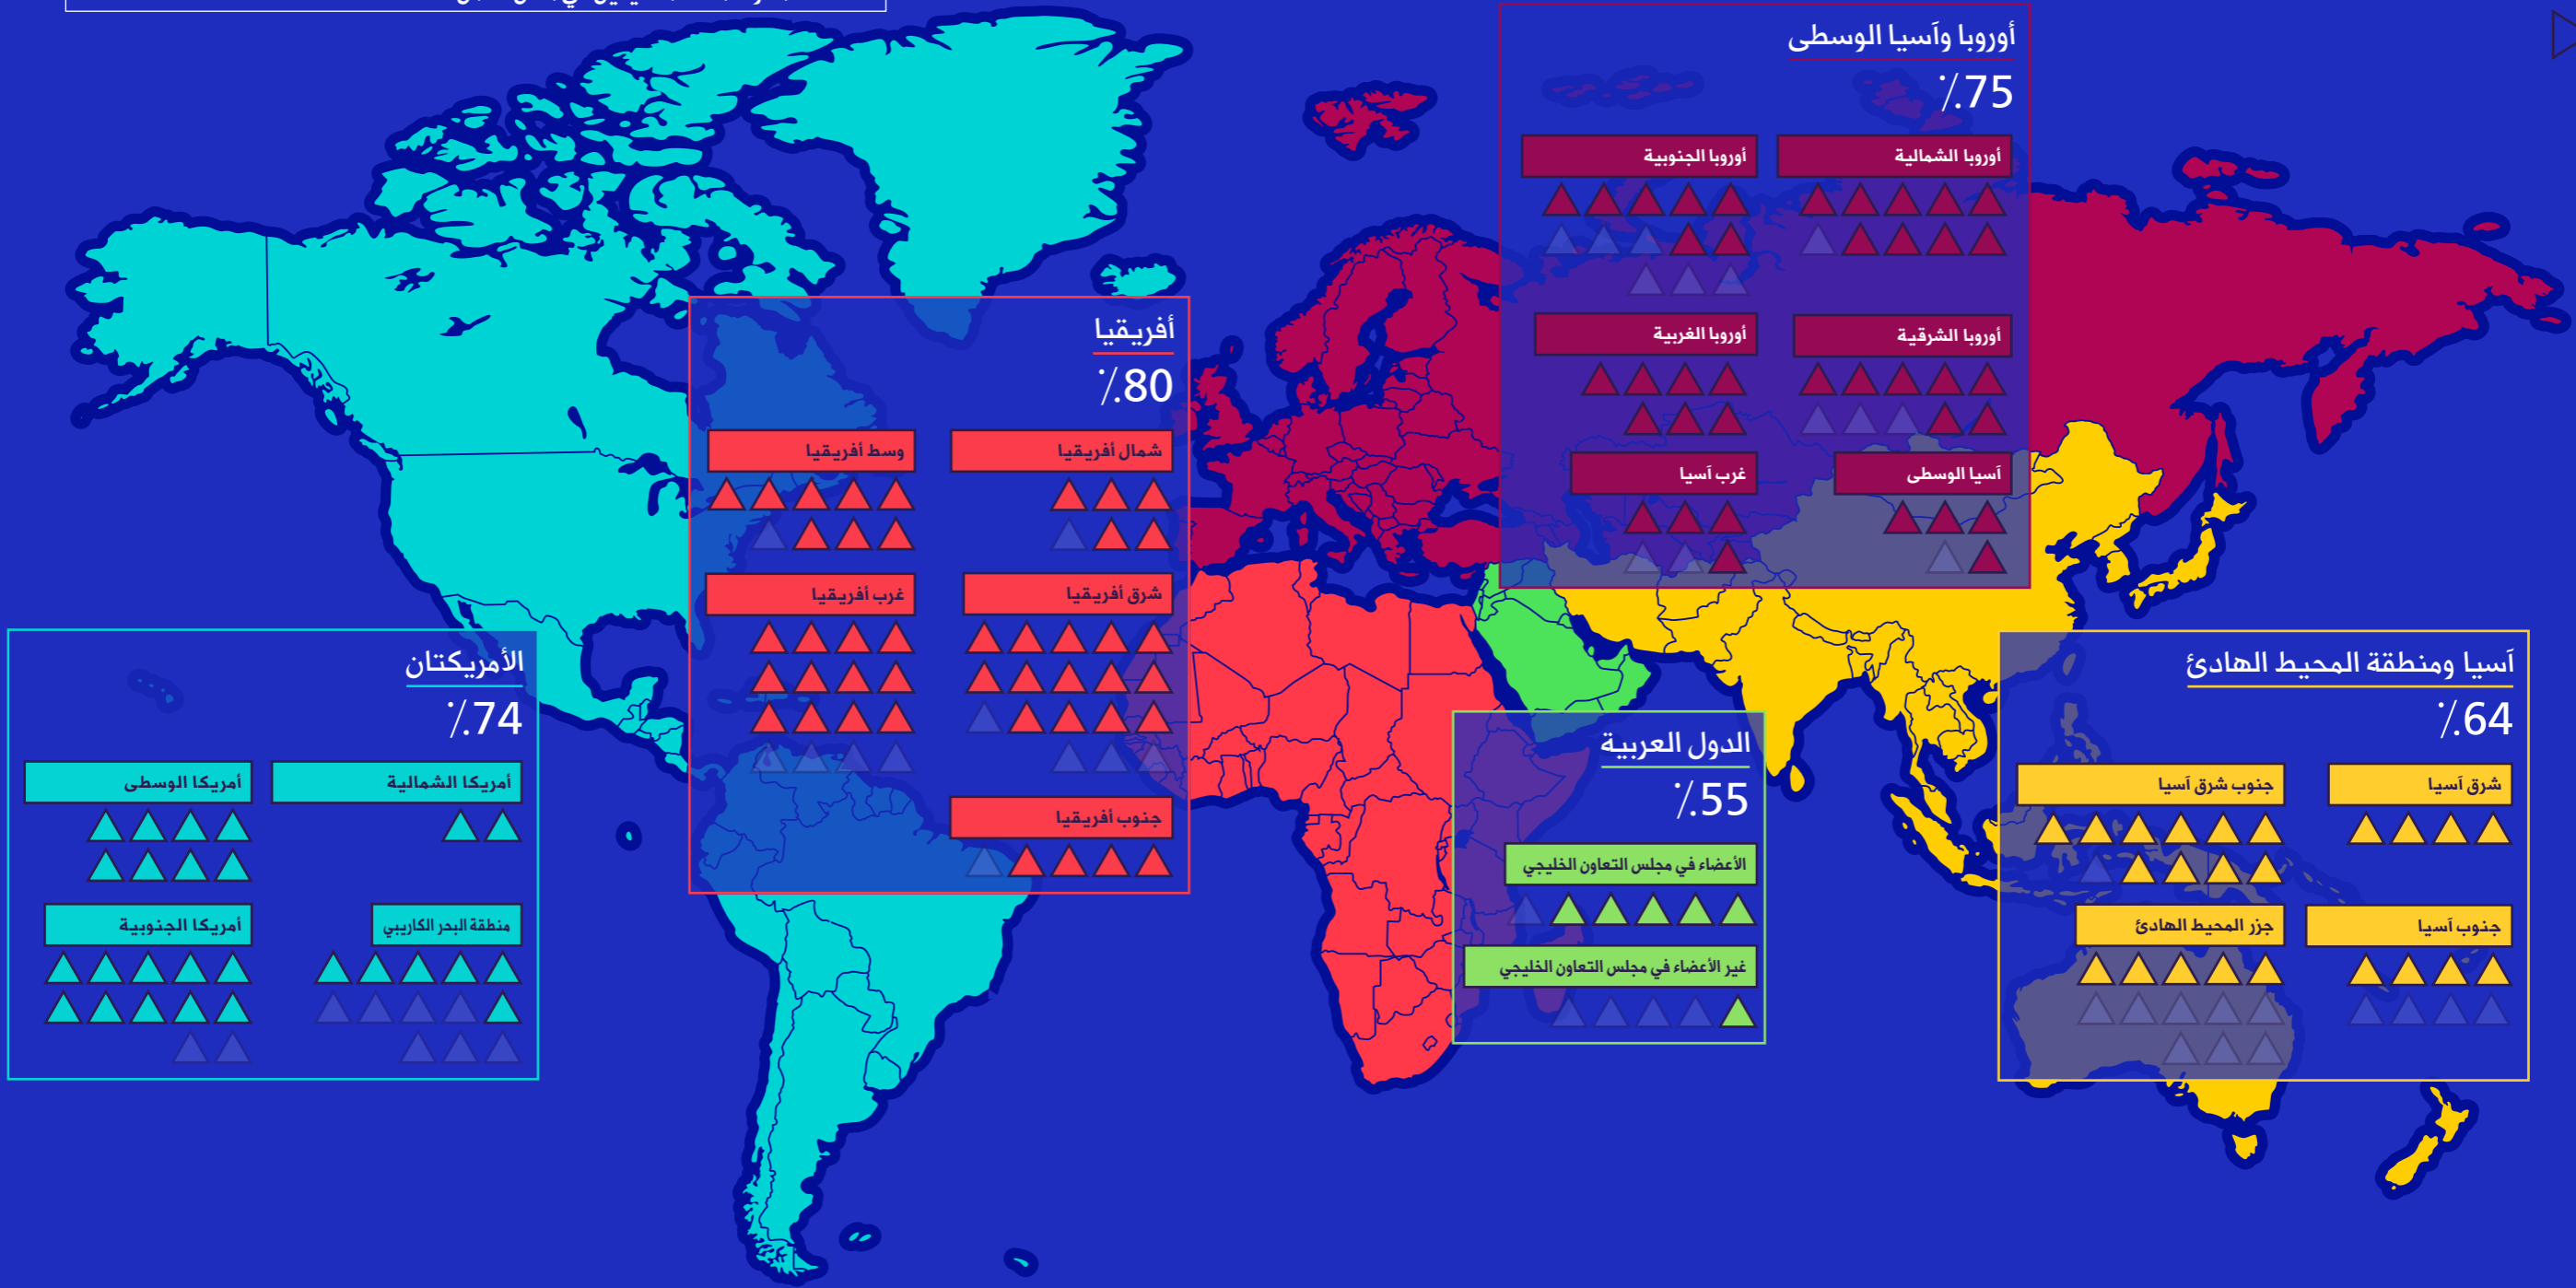 أوروبا وآسيا الوسطى
٪75
أوروبا الشمالية
أوروبا الجنوبية
أوروبا الشرقية
أوروبا الغربية
آسيا الوسطى
غرب آسيا
أفريقيا
٪80
شمال أفريقيا
وسط أفريقيا
شرق أفريقيا
غرب أفريقيا
جنوب أفريقيا
آسيا ومنطقة المحيط الهادئ
٪64
شرق آسيا
جنوب شرق آسيا
جنوب آسيا
جزر المحيط الهادئ
الدول العربية
٪55
الأعضاء في مجلس التعاون الخليجي
غير الأعضاء في مجلس التعاون الخليجي
الأمريكتان
٪74
أمريكا الشمالية
أمريكا الوسطى
منطقة البحر الكاريبي
أمريكا الجنوبية